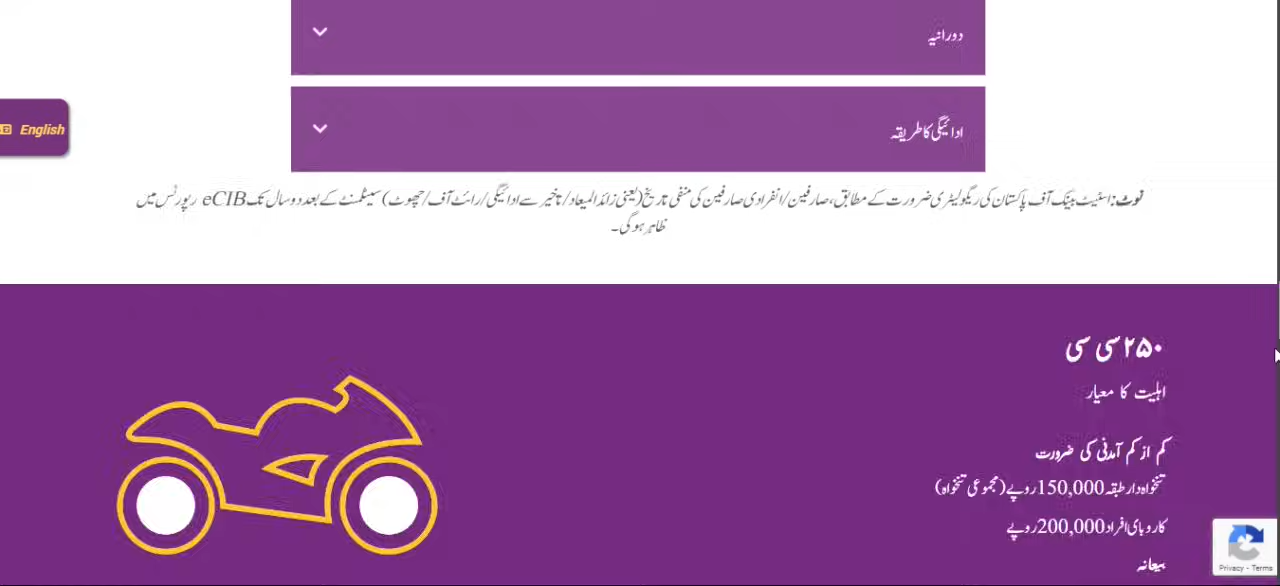 دورانیہ
English
ادائیگی کا طریقہ
نوٹ: اسٹیٹ بینک آف پاکستان کی ریگولیٹری ضرورت کے مطابق، صارفین/انفرادی صارفین کی منفی تاریخ (یعنی زائد المیعاد/تاخیر سے ادائیگی/رائٹ آف/چھوٹ) سیٹلمنٹ کے بعد دو سال تک eCIB رپورٹس میں
ظاہر ہوگی۔
۲۵۰ سی سی
اہلیت کا معیار
کم از کم آمدنی کی ضرورت
تنخواہ دار طبقہ 150,000 روپے (مجموعی تنخواہ)
کاروباری افراد 200,000 روپے
بیعانہ
Privacy - Terms